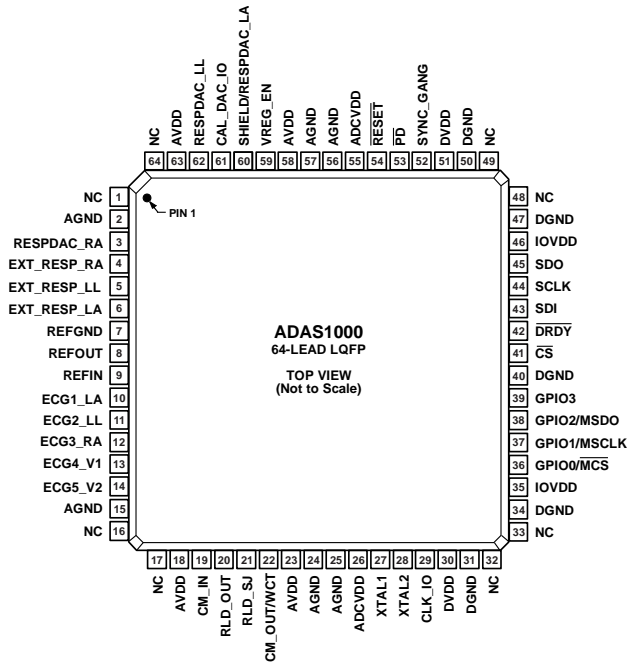 NC
AVDD
RESPDAC_LL
CAL_DAC_IO
SHIELD/RESPDAC_LA
VREG_EN
AVDD
AGND
AGND
ADCVDD
RESET
PD
SYNC_GANG
DVDD
DGND
NC
64 63 62 61 60 59 58 57 56 55 54 53 52 51 50 49
NC 1
AGND 2
RESPDAC_RA 3
EXT_RESP_RA 4
EXT_RESP_LL 5
EXT_RESP_LA 6
REFGND 7
REFOUT 8
REFIN 9
ECG1_LA 10
ECG2_LL 11
ECG3_RA 12
ECG4_V1 13
ECG5_V2 14
AGND 15
NC 16
PIN 1
ADAS1000
64-LEAD LQFP
TOP VIEW
(Not to Scale)
48 NC
47 DGND
46 IOVDD
45 SDO
44 SCLK
43 SDI
42 DRDY
41 CS
40 DGND
39 GPIO3
38 GPIO2/MSDO
37 GPIO1/MSCLK
36 GPIO0/MCS
35 IOVDD
34 DGND
33 NC
17 18 19 20 21 22 23 24 25 26 27 28 29 30 31 32
NC
AVDD
CM_IN
RLD_OUT
RLD_SJ
CM_OUT/WCT
AVDD
AGND
AGND
ADCVDD
XTAL1
XTAL2
CLK_IO
DVDD
DGND
NC